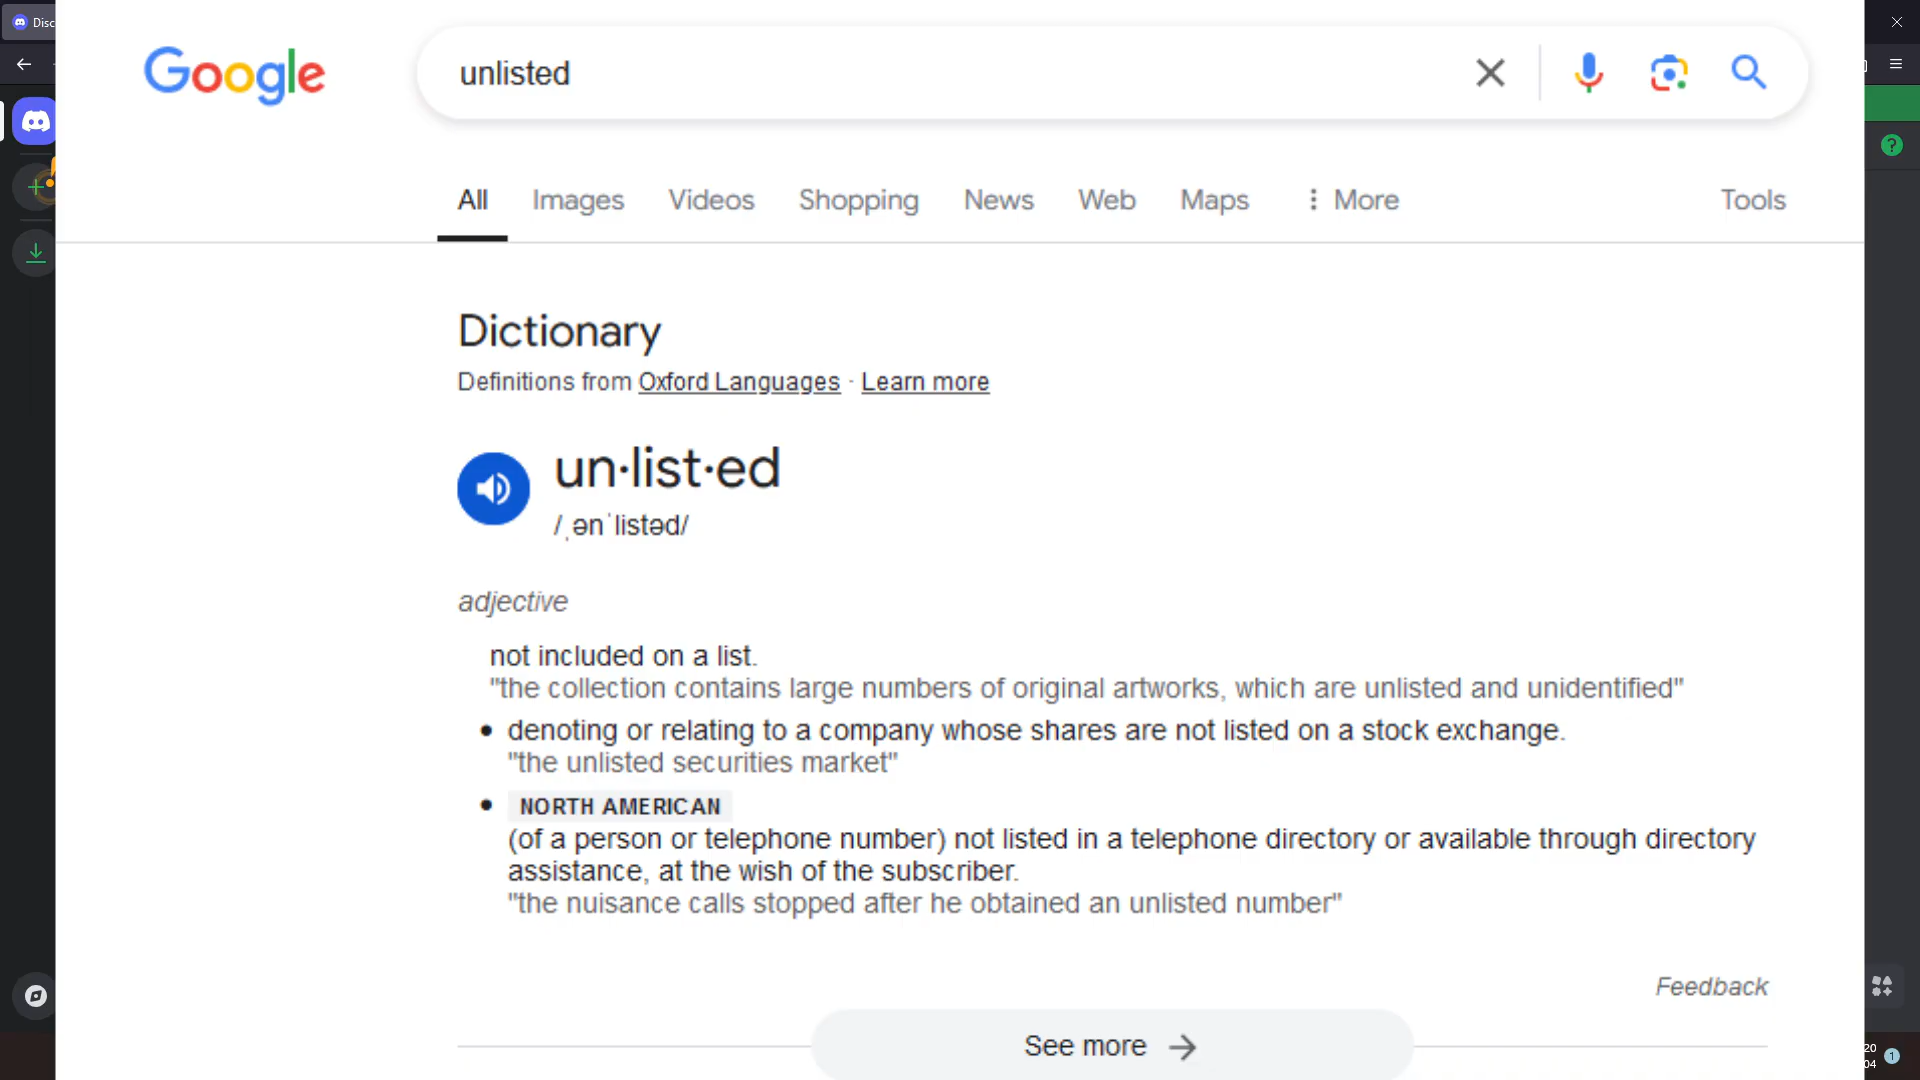 Disc
Google
unlisted
All Images Videos Shopping News Web Maps More Tools
Dictionary
Definitions from Oxford Languages · Learn more
un·list·ed
/ˌənˈlistəd/
adjective
not included on a list.
"the collection contains large numbers of original artworks, which are unlisted and unidentified"
• denoting or relating to a company whose shares are not listed on a stock exchange.
"the unlisted securities market"
• NORTH AMERICAN
(of a person or telephone number) not listed in a telephone directory or available through directory
assistance, at the wish of the subscriber.
"the nuisance calls stopped after he obtained an unlisted number"
Feedback
See more →
20
04
1